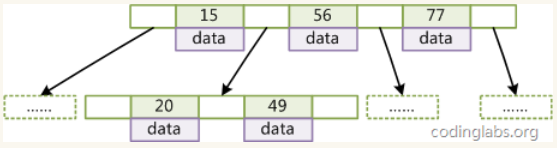 15 56 77
data data data
...... 20 49 ...... ......
data data
codinglabs.org